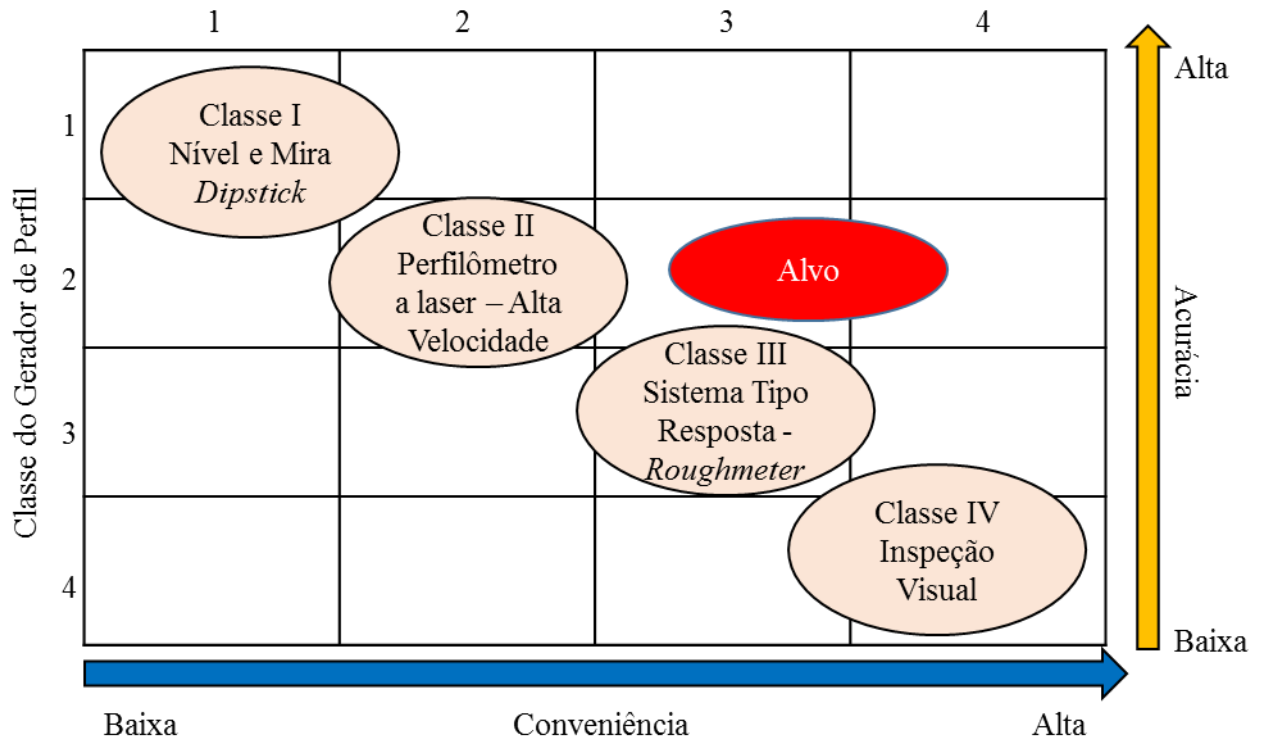 1
2
3
4
Alta
1
Classe I
Nível e Mira
Dipstick
Classe do Gerador de Perfil
2
Classe II
Perfilômetro
a laser – Alta
Velocidade
Alvo
Acurácia
3
Classe III
Sistema Tipo
Resposta -
Roughmeter
4
Classe IV
Inspeção
Visual
Baixa
Baixa
Conveniência
Alta